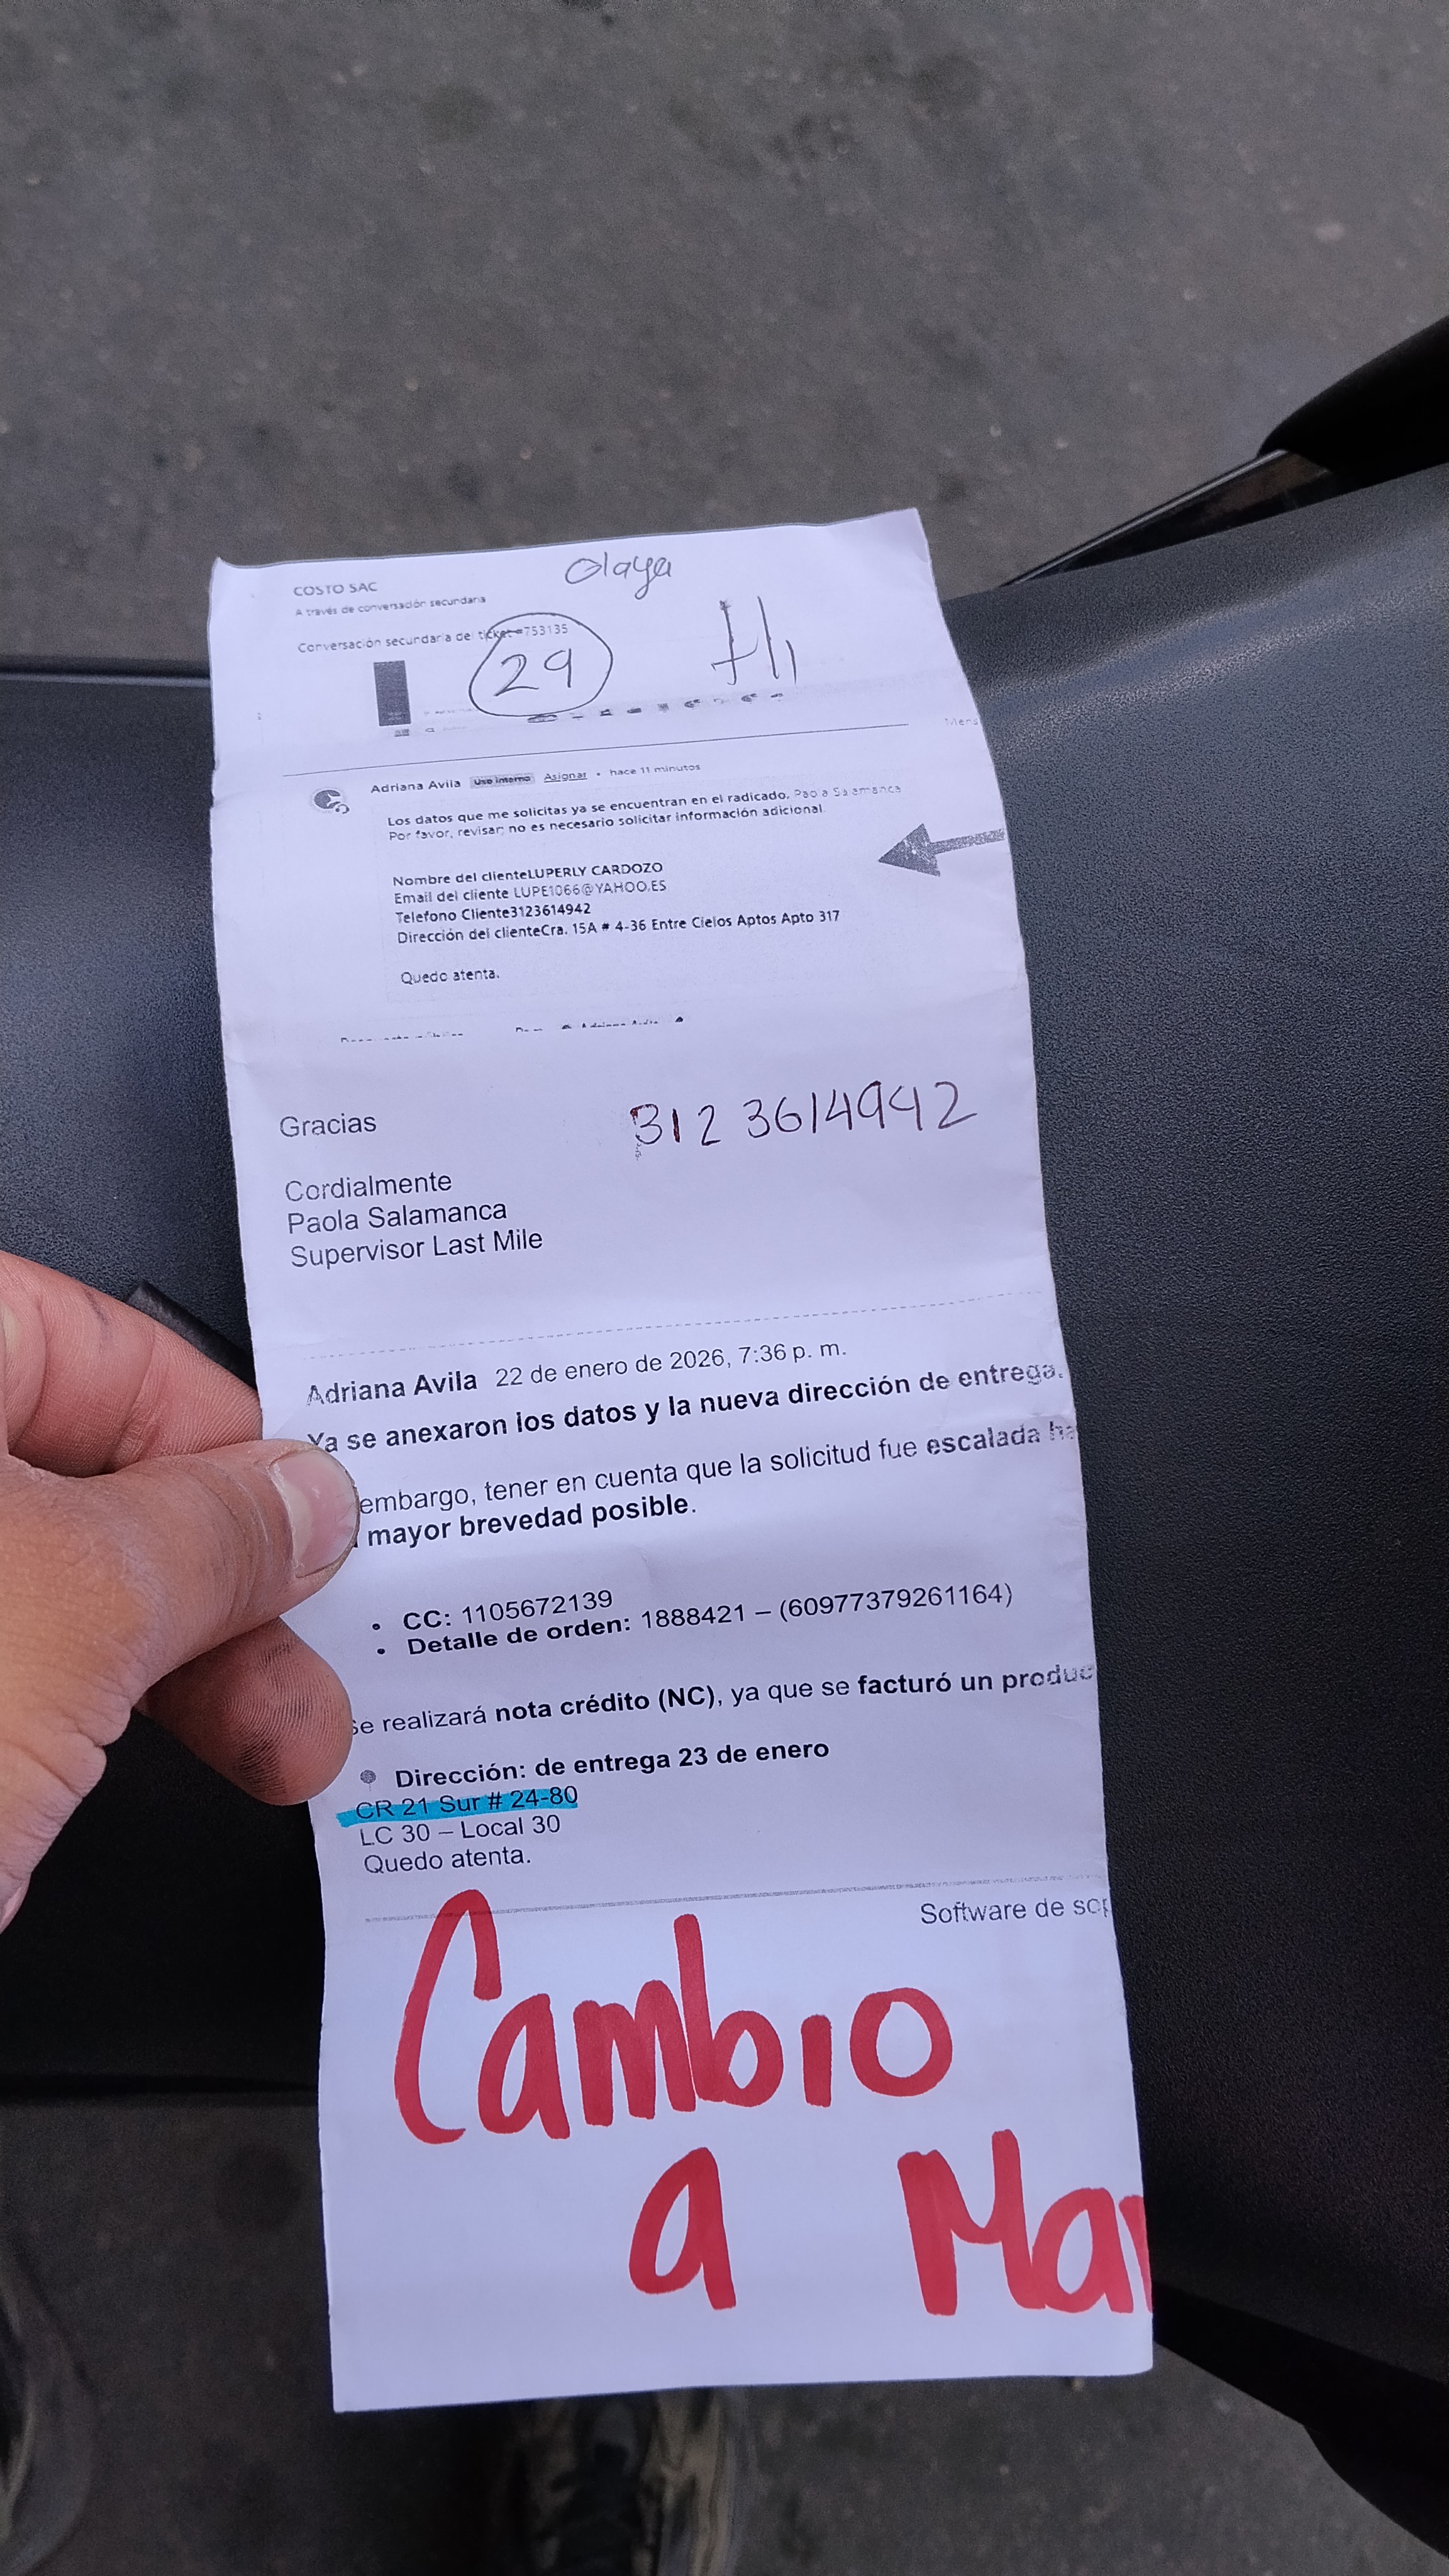 Olaya
COSTO SAC
A través de conversación secundaria
Conversación secundaria del ticket #753135
29
Mens
Adriana Avila Uso interno Asignar • hace 11 minutos
Los datos que me solicitas ya se encuentran en el radicado. Paola Salamanca
Por favor, revisar; no es necesario solicitar información adicional.
Nombre del clienteLUPERLY CARDOZO
Email del cliente LUPE1066@YAHOO.ES
Telefono Cliente3123614942
Dirección del clienteCra. 15A # 4-36 Entre Cielos Aptos Apto 317
Quedo atenta.
Gracias
312 3614942
Cordialmente
Paola Salamanca
Supervisor Last Mile
Adriana Avila 22 de enero de 2026, 7:36 p. m.
Ya se anexaron los datos y la nueva dirección de entrega.
embargo, tener en cuenta que la solicitud fue escalada ha
mayor brevedad posible.
• CC: 1105672139
• Detalle de orden: 1888421 – (60977379261164)
se realizará nota crédito (NC), ya que se facturó un produc
Dirección: de entrega 23 de enero
CR 21 Sur # 24-80
LC 30 – Local 30
Quedo atenta.
Software de sop
Cambio
a Mar